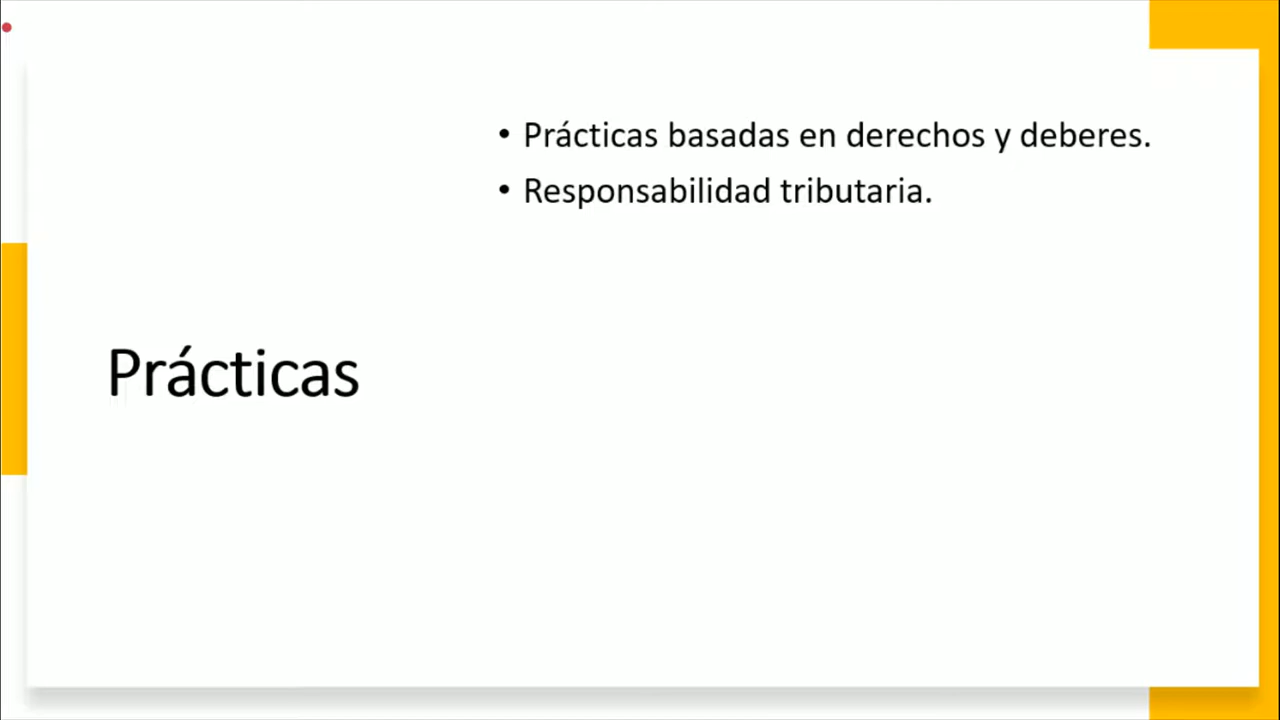 Prácticas
• Prácticas basadas en derechos y deberes.
• Responsabilidad tributaria.